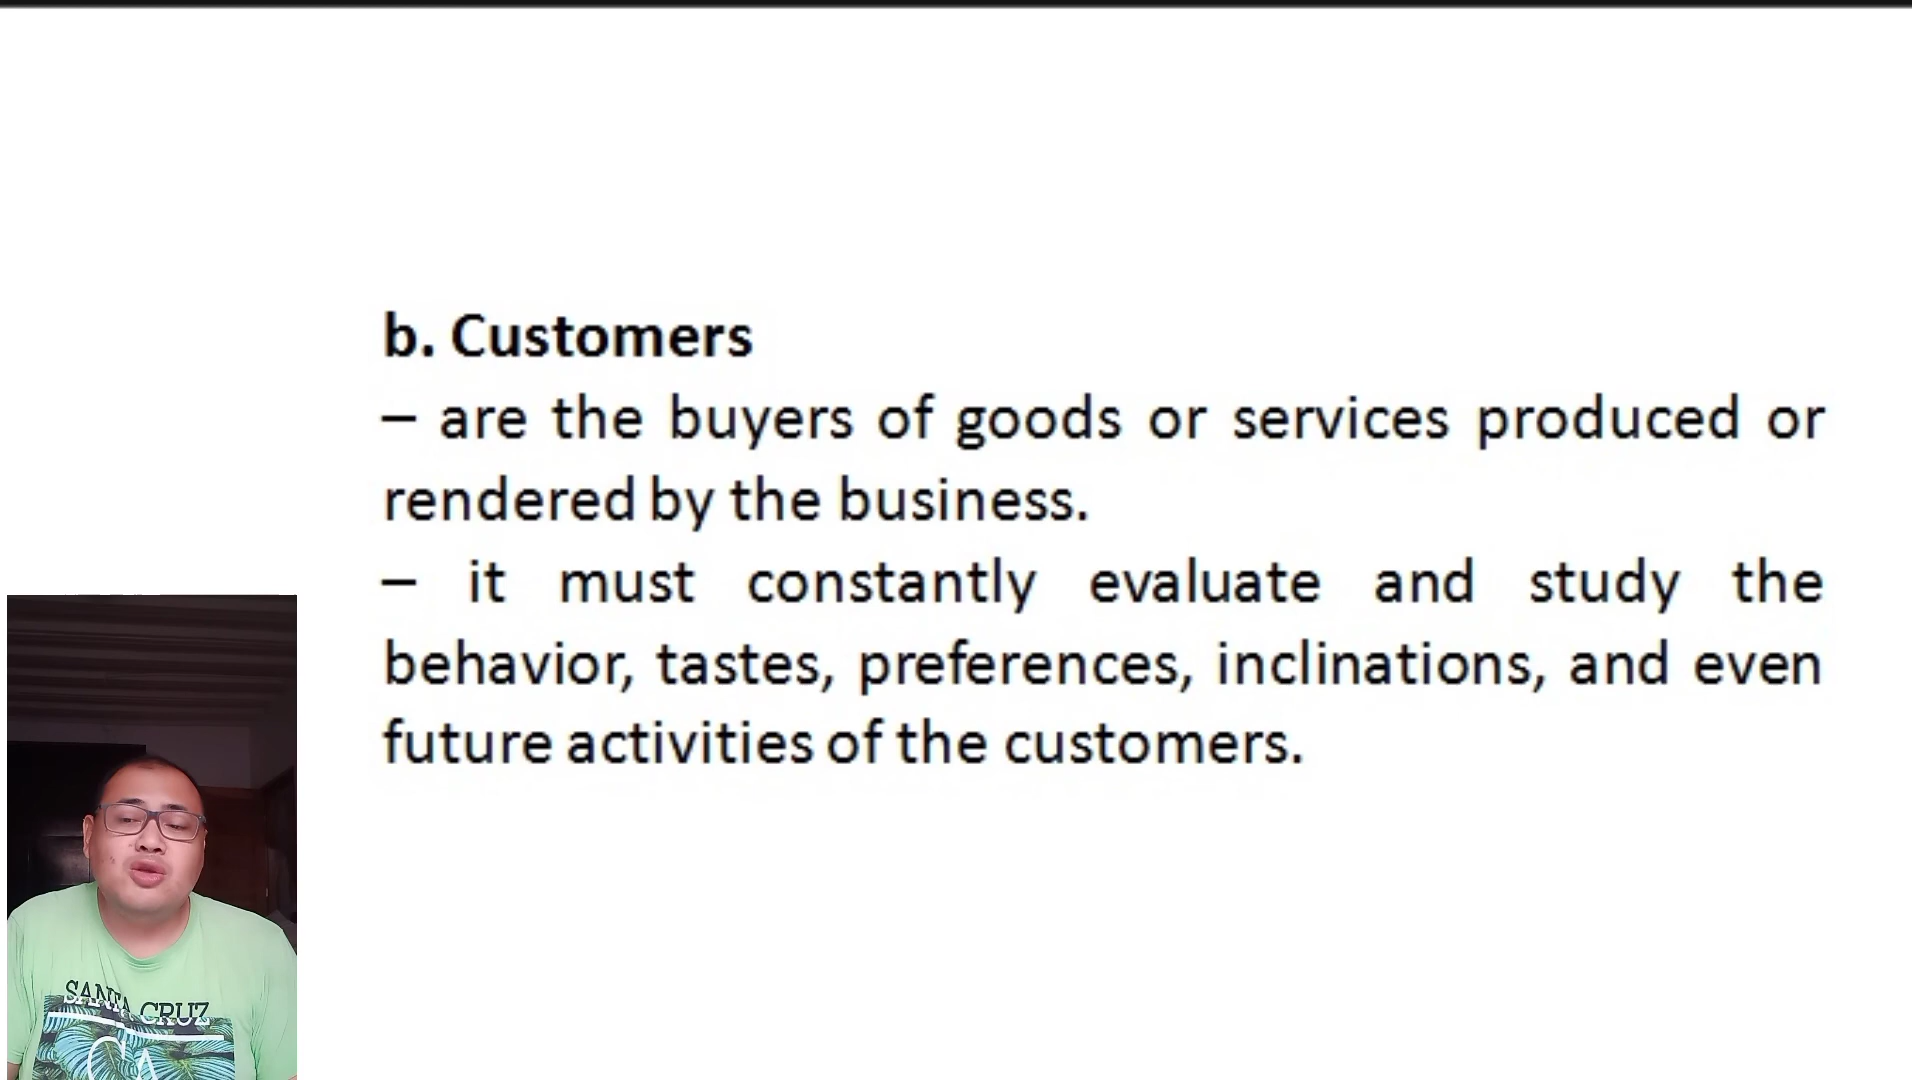 b. Customers
– are the buyers of goods or services produced or
rendered by the business.
– it must constantly evaluate and study the
behavior, tastes, preferences, inclinations, and even
future activities of the customers.
SANTA CRUZ
CA